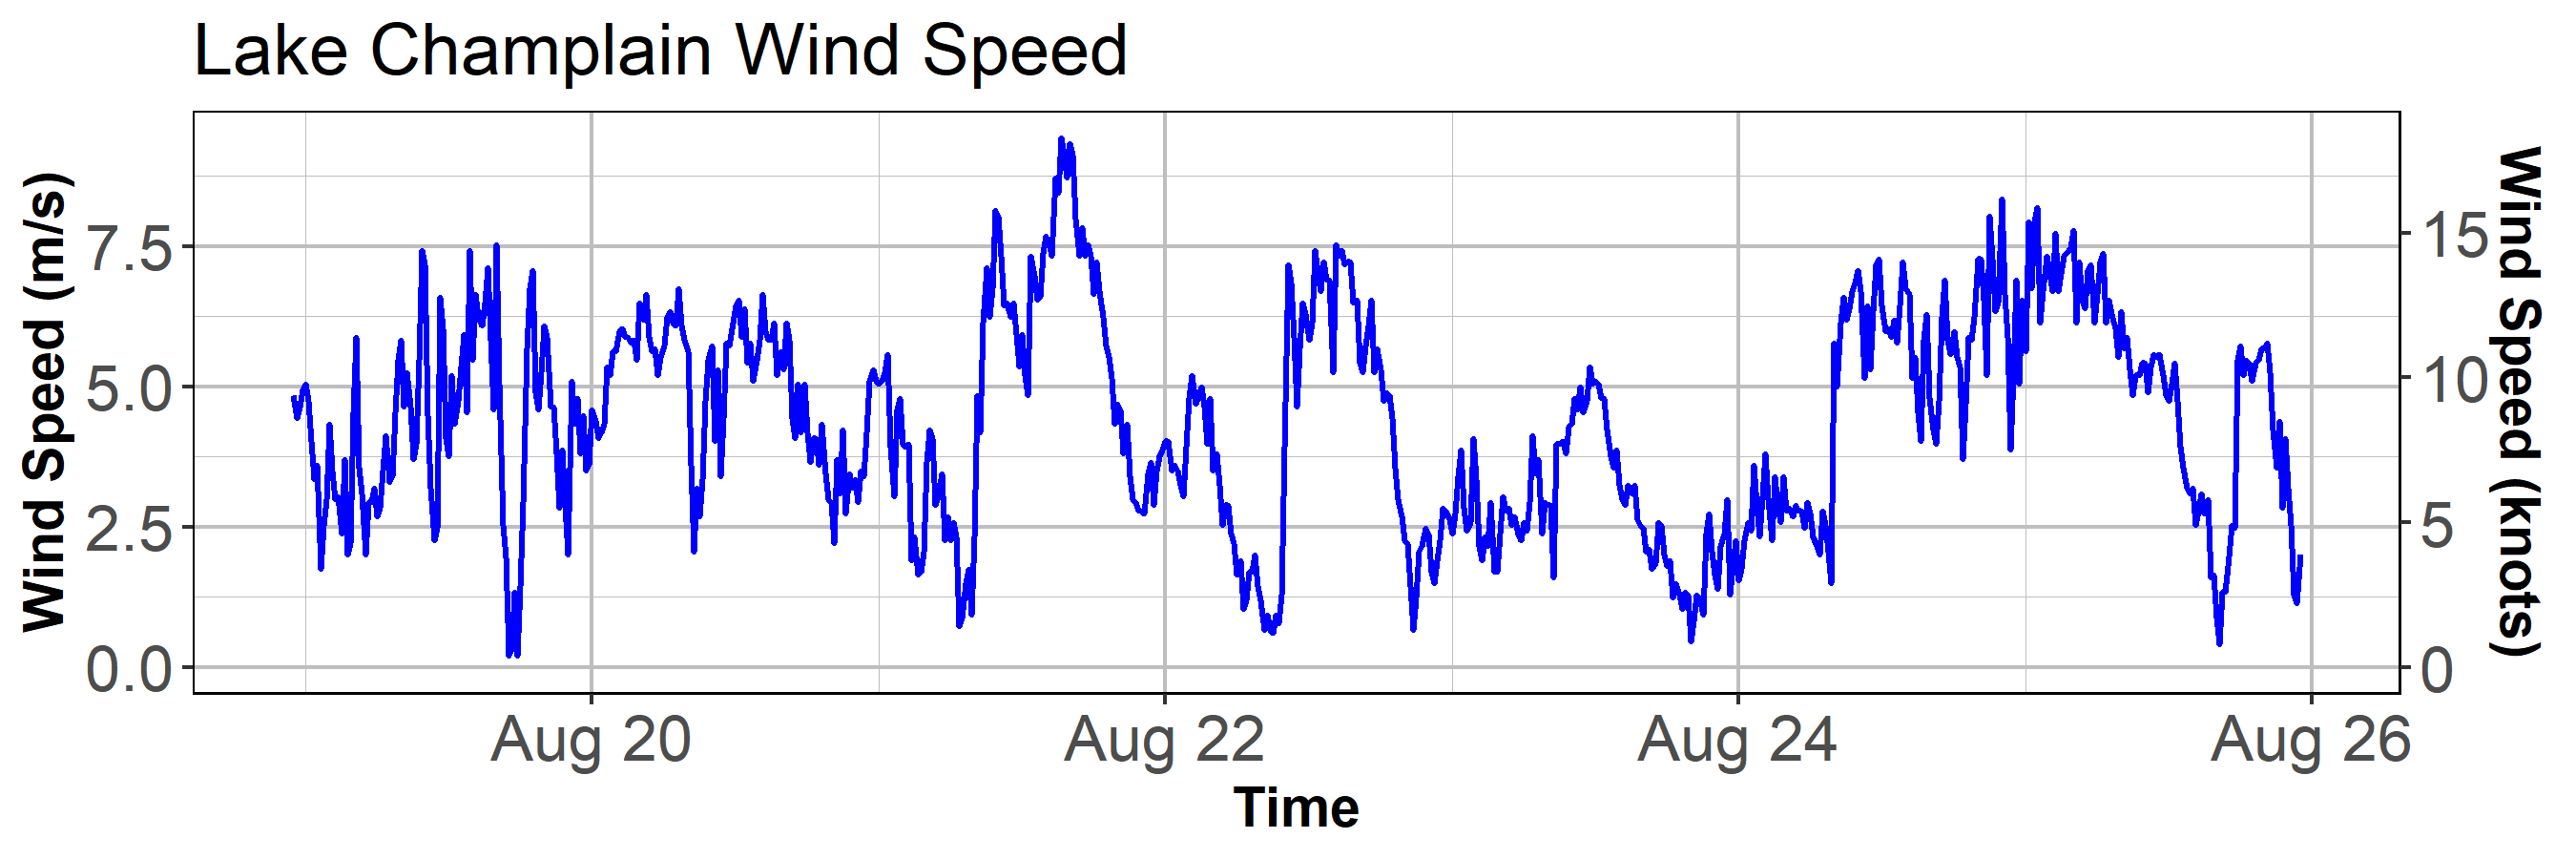 Lake Champlain Wind Speed
Wind Speed (m/s)
7.5
5.0
2.5
0.0
15
10
5
0
Wind Speed (knots)
Aug 20
Aug 22
Aug 24
Aug 26
Time